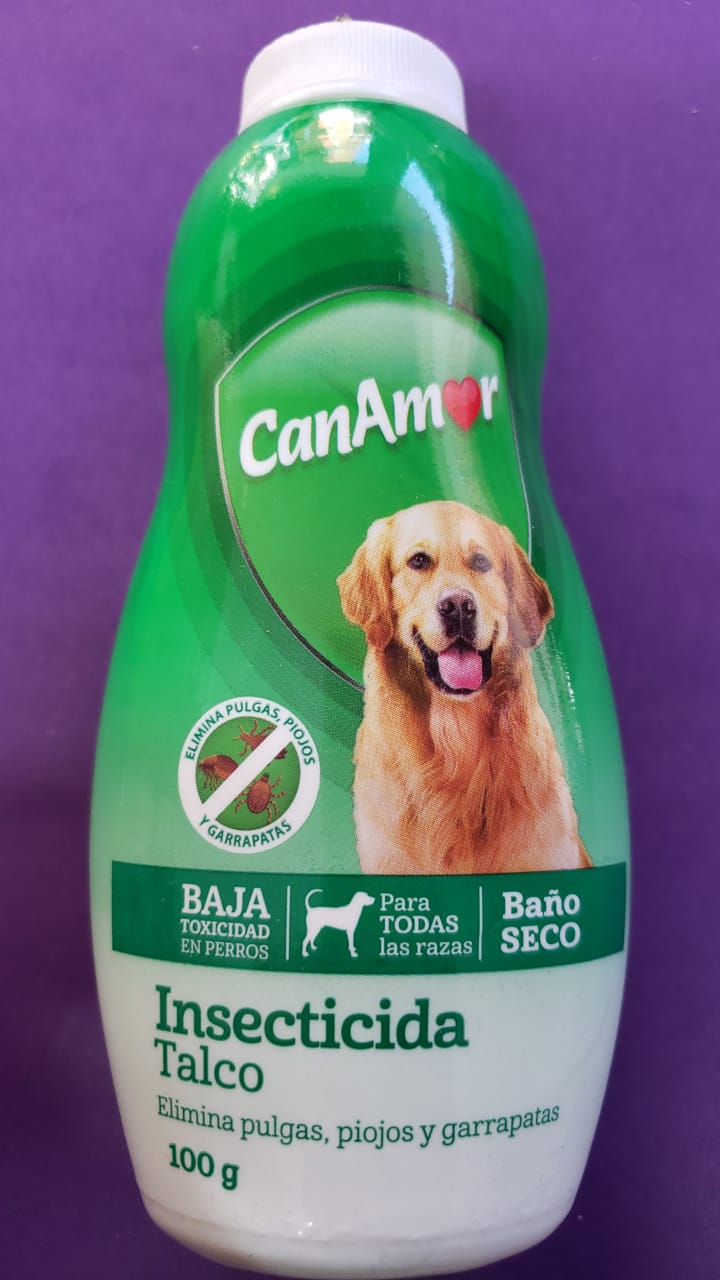 CanAmor
ELIMINA PULGAS, PIOJOS
Y GARRAPATAS
BAJA
TOXICIDAD
EN PERROS
Para
TODAS
las razas
Baño
SECO
Insecticida
Talco
Elimina pulgas, piojos y garrapatas
100 g